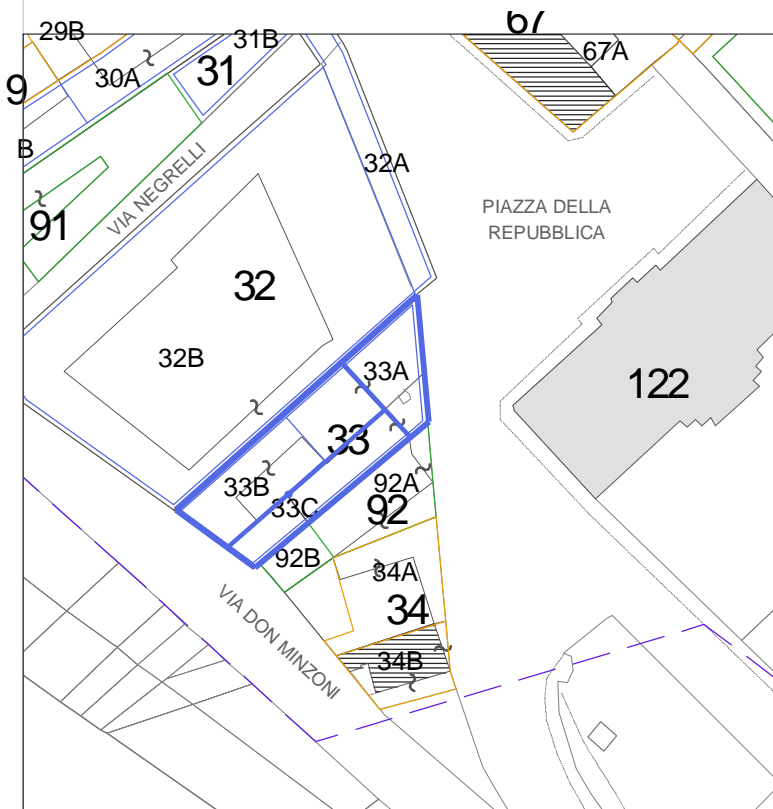 67
29B
31B
67A
31
30A
9
B
32A
VIA NEGRELLI
PIAZZA DELLA
REPUBBLICA
91
32
32B
33A
122
33
33B
92A
33C
92
92B
34A
VIA DON MINZONI
34
34B